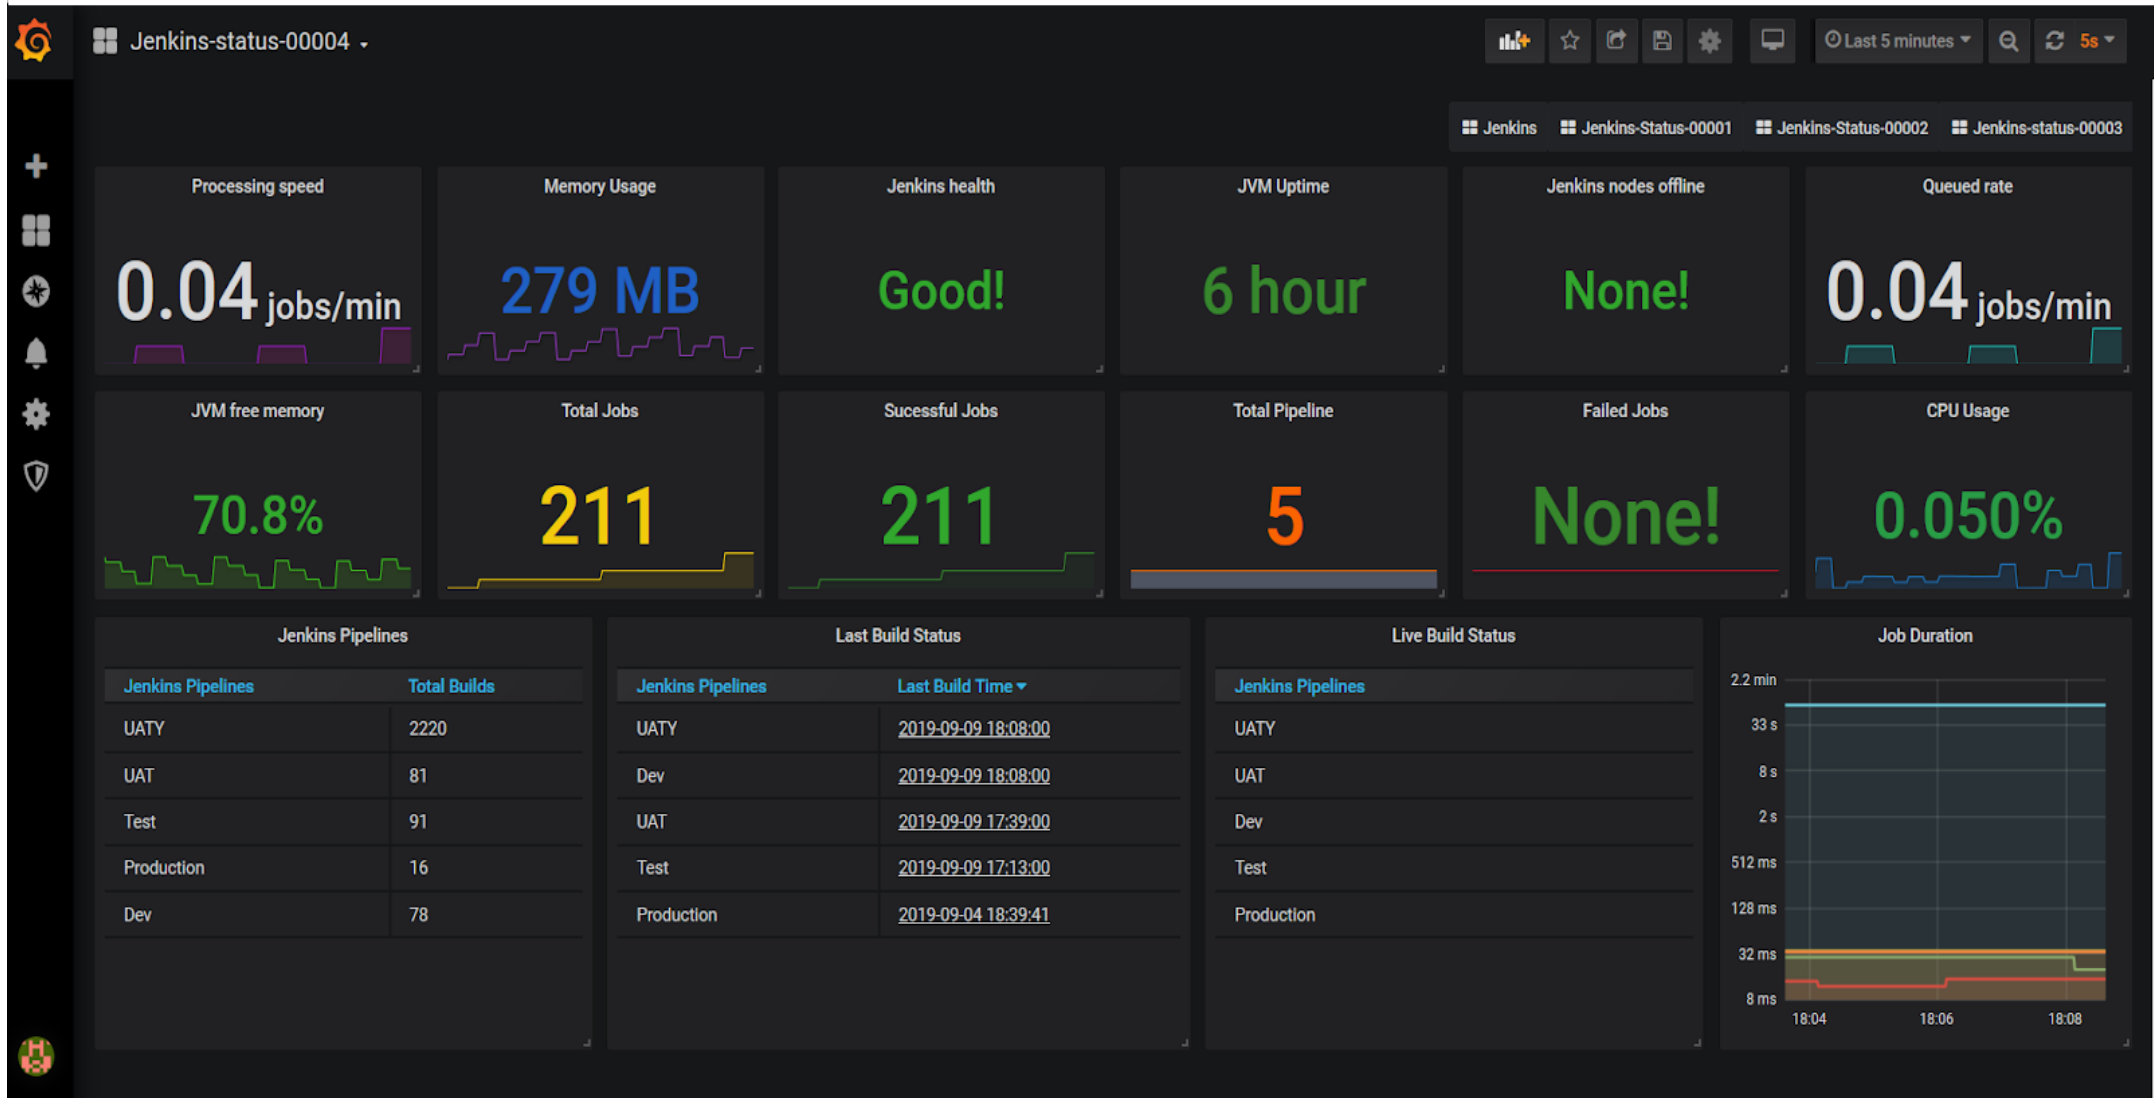 Jenkins-status-00004
Last 5 minutes
5s
Jenkins Jenkins-Status-00001 Jenkins-Status-00002 Jenkins-status-00003
Processing speed
0.04 jobs/min
Memory Usage
279 MB
Jenkins health
Good!
JVM Uptime
6 hour
Jenkins nodes offline
None!
Queued rate
0.04 jobs/min
JVM free memory
70.8%
Total Jobs
211
Sucessful Jobs
211
Total Pipeline
5
Failed Jobs
None!
CPU Usage
0.050%
Jenkins Pipelines
Jenkins Pipelines Total Builds
UATY 2220
UAT 81
Test 91
Production 16
Dev 78
Last Build Status
Jenkins Pipelines Last Build Time
UATY 2019-09-09 18:08:00
Dev 2019-09-09 18:08:00
UAT 2019-09-09 17:39:00
Test 2019-09-09 17:13:00
Production 2019-09-04 18:39:41
Live Build Status
Jenkins Pipelines
UATY
UAT
Dev
Test
Production
Job Duration
2.2 min
33 s
8 s
2 s
512 ms
128 ms
32 ms
8 ms
18:04 18:06 18:08